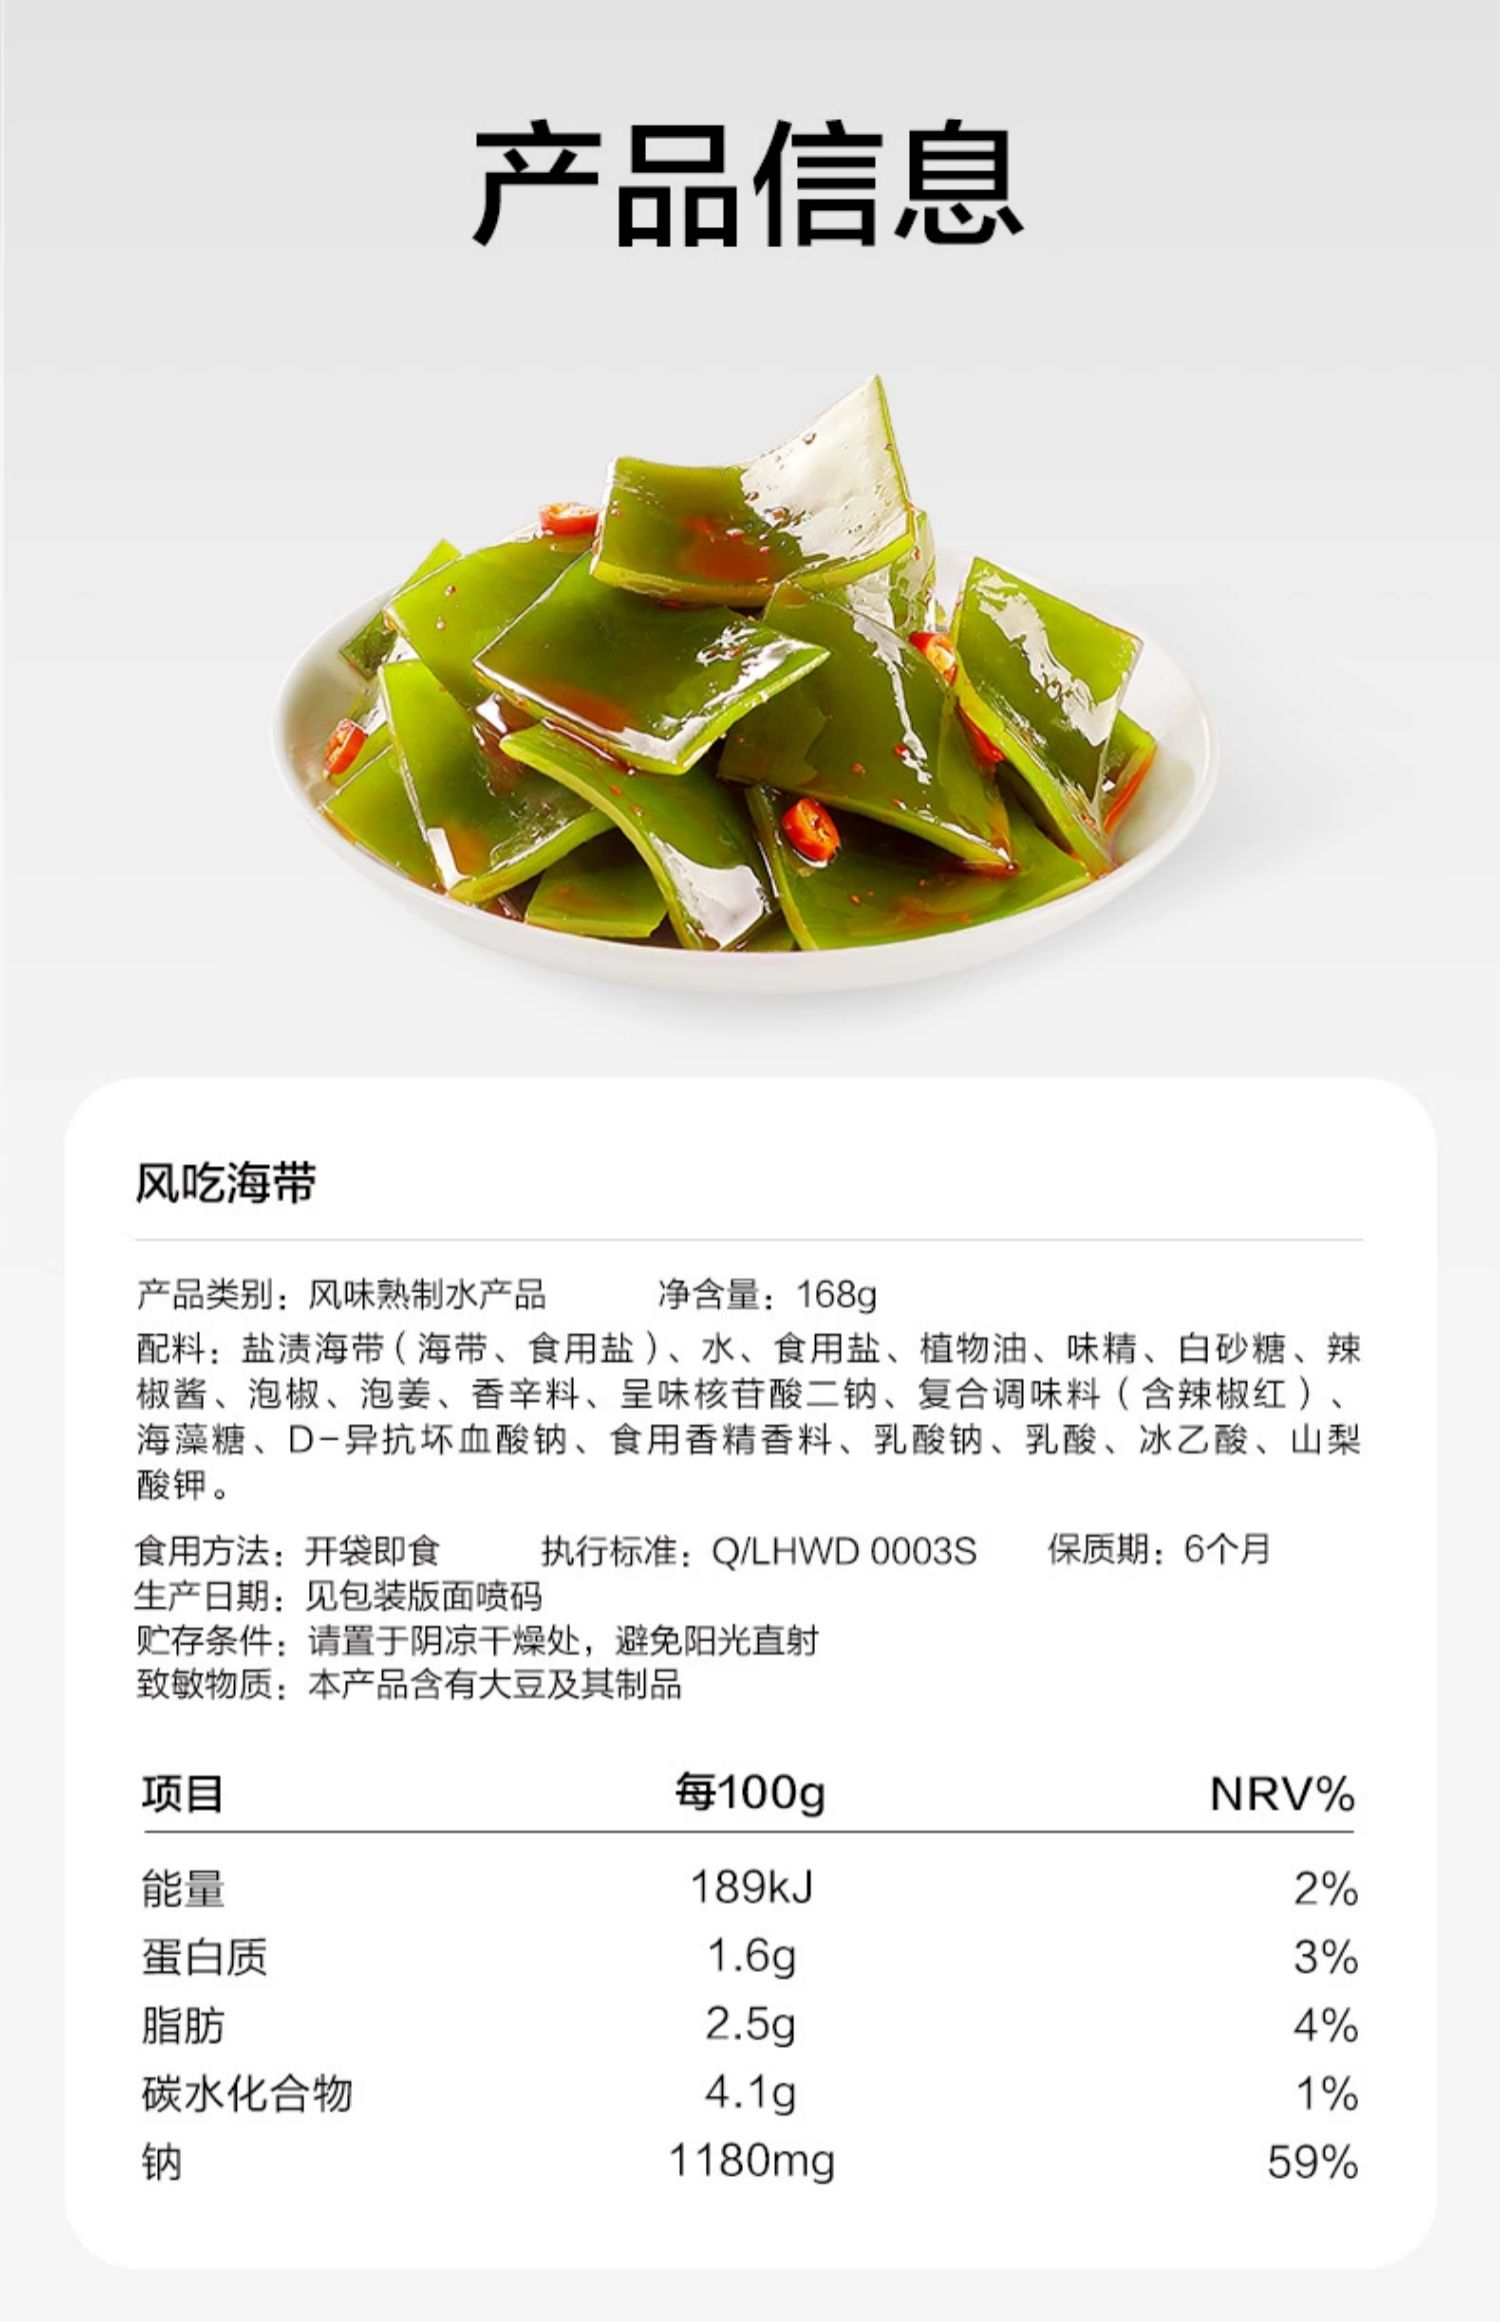 产品信息
风吃海带
产品类别：风味熟制水产品 净含量：168g
配料：盐渍海带（海带、食用盐）、水、食用盐、植物油、味精、白砂糖、辣
椒酱、泡椒、泡姜、香辛料、呈味核苷酸二钠、复合调味料（含辣椒红）、
海藻糖、D-异抗坏血酸钠、食用香精香料、乳酸钠、乳酸、冰乙酸、山梨
酸钾。
食用方法：开袋即食 执行标准：Q/LHWD 0003S 保质期：6个月
生产日期：见包装版面喷码
贮存条件：请置于阴凉干燥处，避免阳光直射
致敏物质：本产品含有大豆及其制品
项目 每100g NRV%
能量 189kJ 2%
蛋白质 1.6g 3%
脂肪 2.5g 4%
碳水化合物 4.1g 1%
钠 1180mg 59%